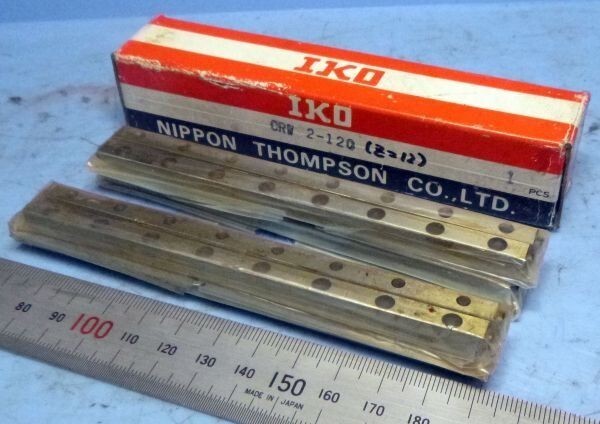 IKO
IKO
CRW 2-120 (Z=12)
1 PCS
NIPPON THOMPSON CO.,LTD.
80 90 100 110 120 130 140 150 160 170 180
MADE IN JAPAN